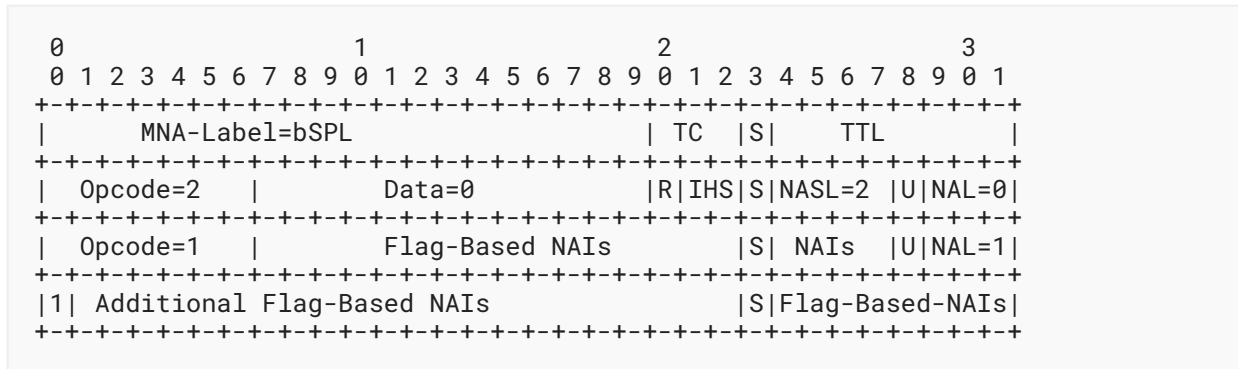 0                   1                   2                   3
 0 1 2 3 4 5 6 7 8 9 0 1 2 3 4 5 6 7 8 9 0 1 2 3 4 5 6 7 8 9 0 1
+-+-+-+-+-+-+-+-+-+-+-+-+-+-+-+-+-+-+-+-+-+-+-+-+-+-+-+-+-+-+-+-+
|      MNA-Label=bSPL                   | TC  |S|    TTL        |
+-+-+-+-+-+-+-+-+-+-+-+-+-+-+-+-+-+-+-+-+-+-+-+-+-+-+-+-+-+-+-+-+
|  Opcode=2   |        Data=0           |R|IHS|S|NASL=2 |U|NAL=0|
+-+-+-+-+-+-+-+-+-+-+-+-+-+-+-+-+-+-+-+-+-+-+-+-+-+-+-+-+-+-+-+-+
|  Opcode=1   |        Flag-Based NAIs        |S| NAIs  |U|NAL=1|
+-+-+-+-+-+-+-+-+-+-+-+-+-+-+-+-+-+-+-+-+-+-+-+-+-+-+-+-+-+-+-+-+
|1| Additional Flag-Based NAIs                |S|Flag-Based-NAIs|
+-+-+-+-+-+-+-+-+-+-+-+-+-+-+-+-+-+-+-+-+-+-+-+-+-+-+-+-+-+-+-+-+